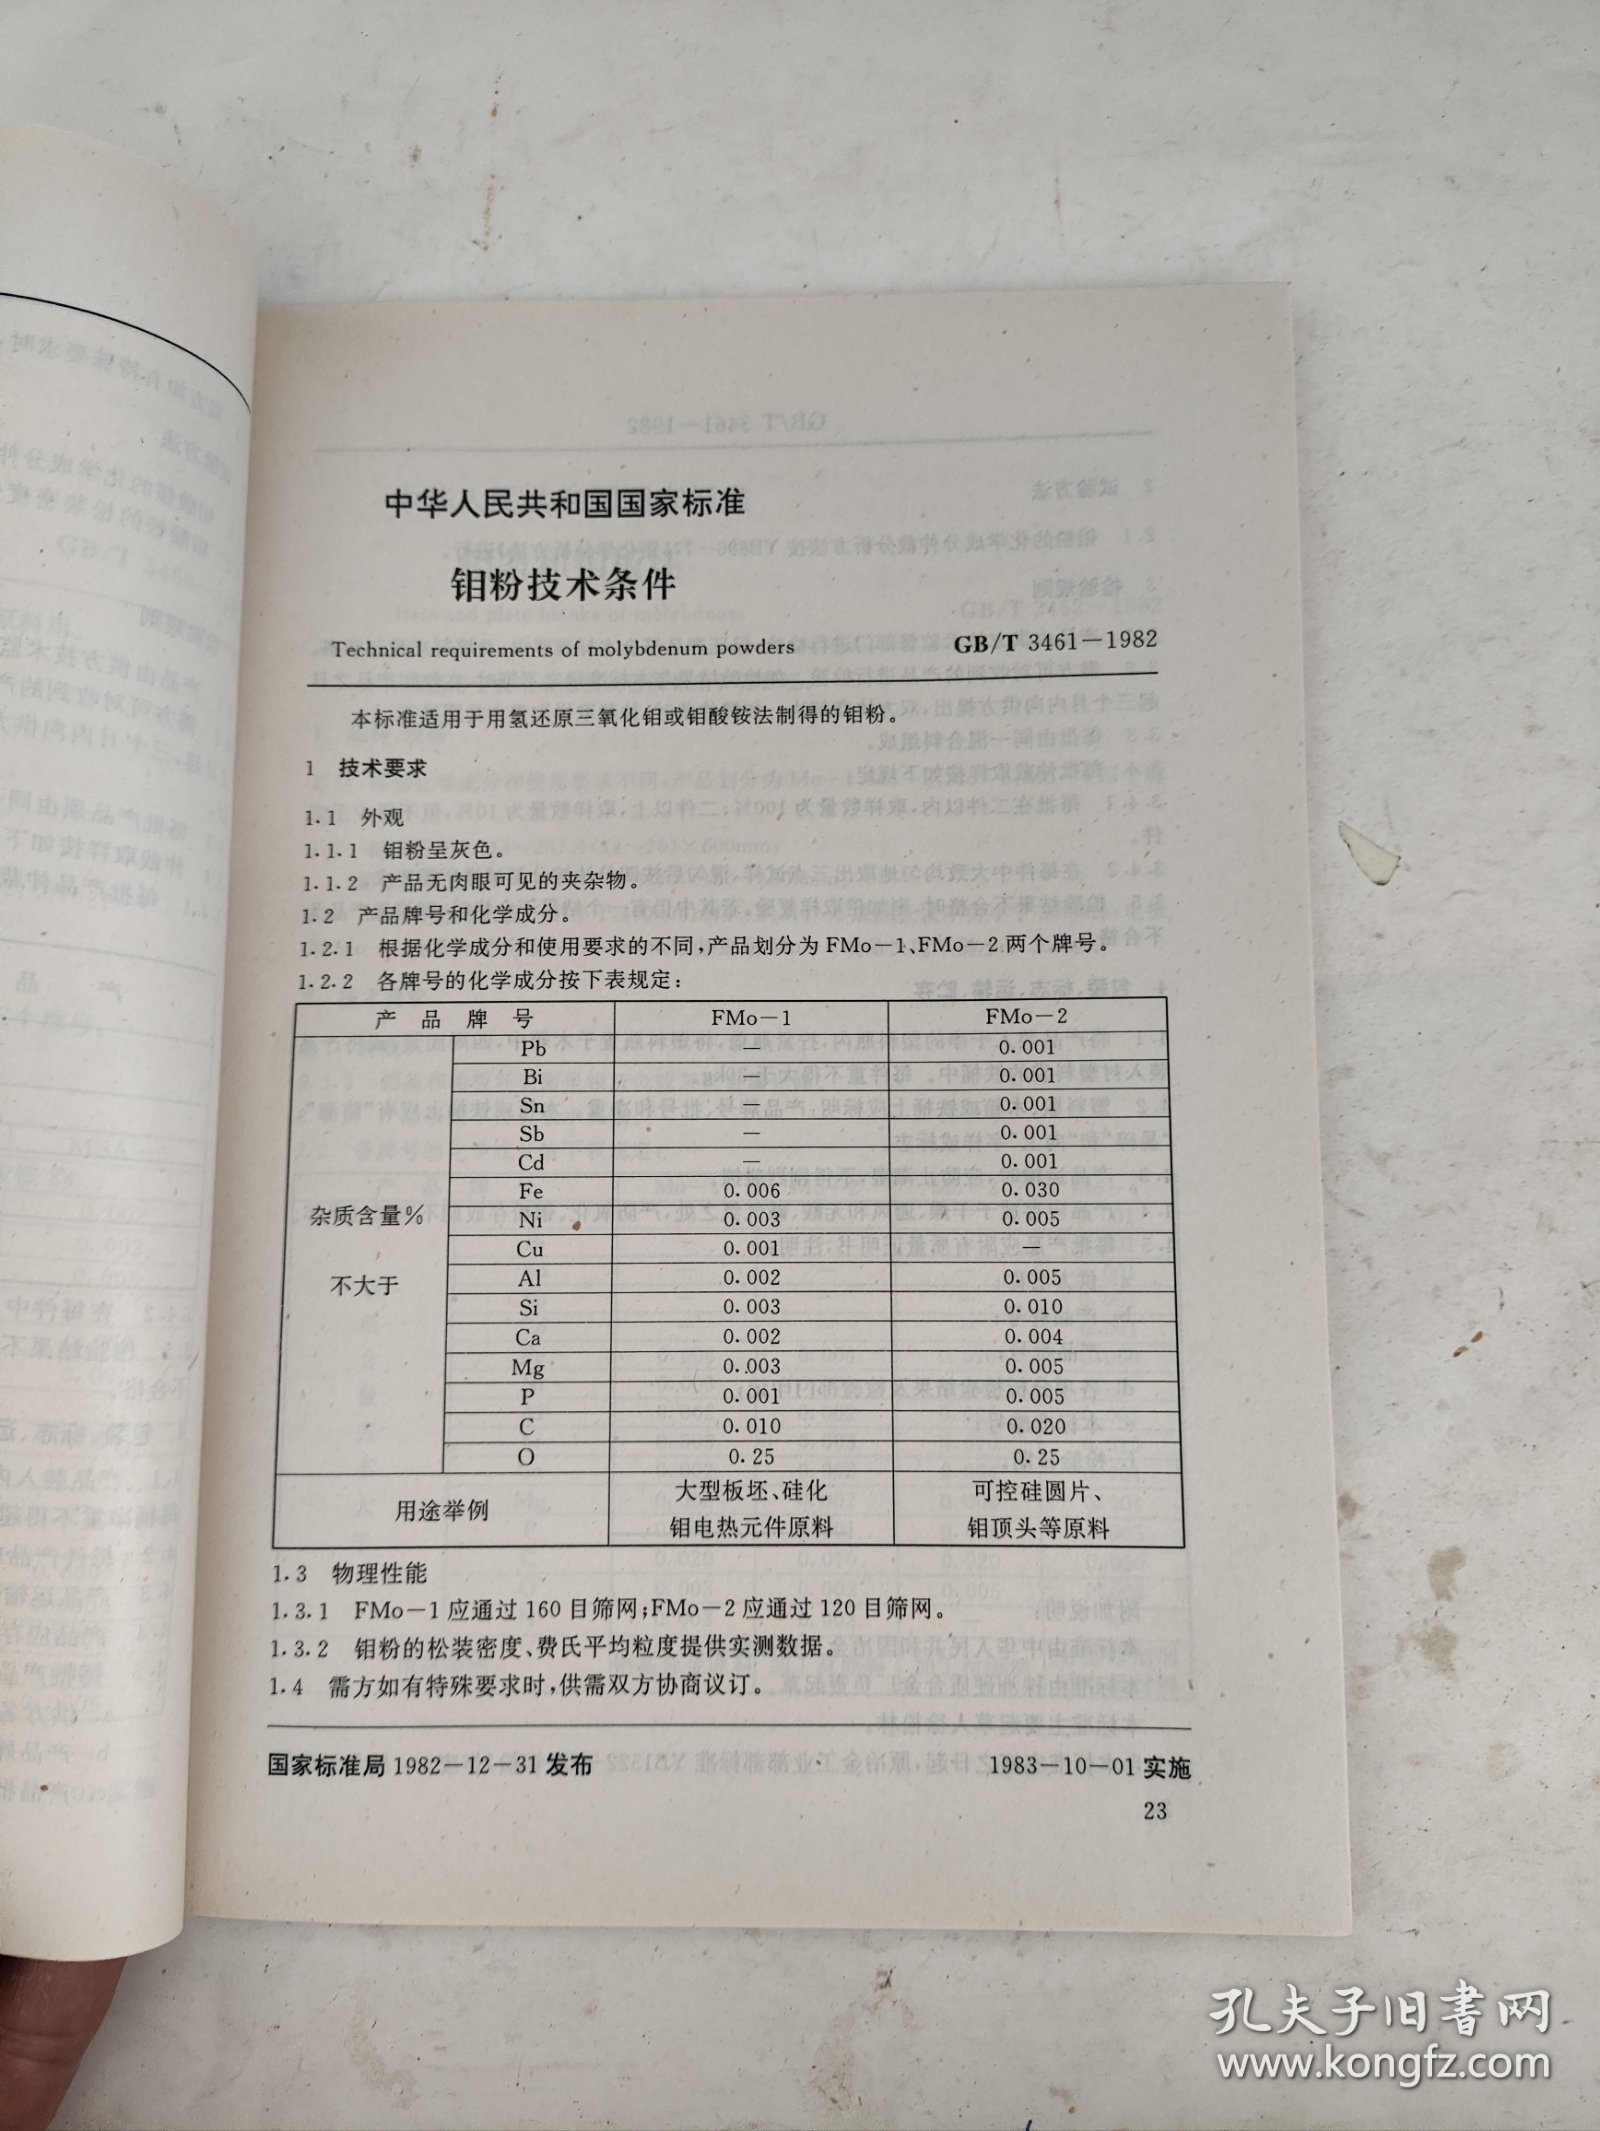 中华人民共和国国家标准
钼粉技术条件
Technical requirements of molybdenum powders GB/T 3461-1982
本标准适用于用氢还原三氧化钼或钼酸铵法制得的钼粉。
1 技术要求
1.1 外观
1.1.1 钼粉呈灰色。
1.1.2 产品无肉眼可见的夹杂物。
1.2 产品牌号和化学成分。
1.2.1 根据化学成分和使用要求的不同,产品划分为FMo-1、FMo-2两个牌号。
1.2.2 各牌号的化学成分按下表规定:
产品牌号 FMo-1 FMo-2
杂质含量%
不大于
Pb — 0.001
Bi — 0.001
Sn — 0.001
Sb — 0.001
Cd — 0.001
Fe 0.006 0.030
Ni 0.003 0.005
Cu 0.001 —
Al 0.002 0.005
Si 0.003 0.010
Ca 0.002 0.004
Mg 0.003 0.005
P 0.001 0.005
C 0.010 0.020
O 0.25 0.25
用途举例
大型板坯、硅化
钼电热元件原料
可控硅圆片、
钼顶头等原料
1.3 物理性能
1.3.1 FMo-1应通过160目筛网;FMo-2应通过120目筛网。
1.3.2 钼粉的松装密度、费氏平均粒度提供实测数据。
1.4 需方如有特殊要求时,供需双方协商议订。
国家标准局1982-12-31发布 1983-10-01实施
23
孔夫子旧书网
www.kongfz.com